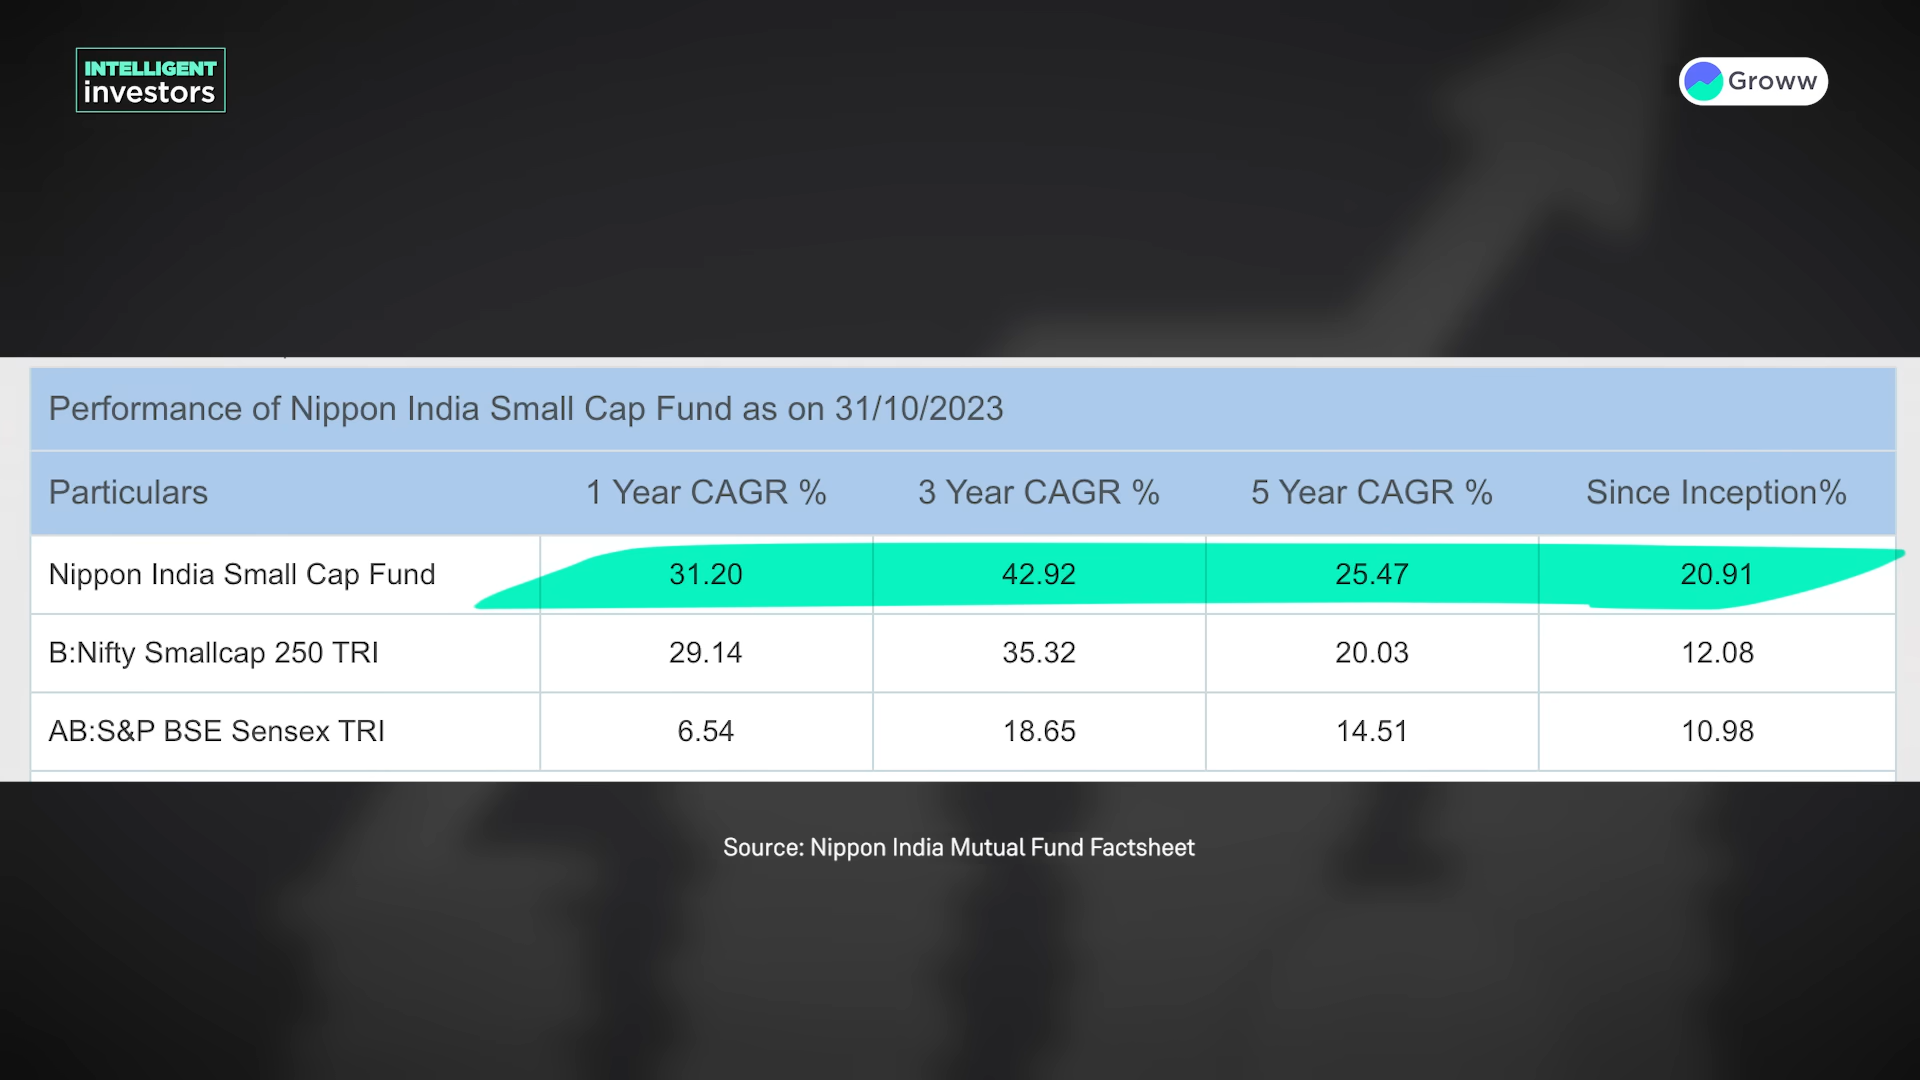 INTELLIGENT
investors
Groww
Performance of Nippon India Small Cap Fund as on 31/10/2023
Particulars 1 Year CAGR % 3 Year CAGR % 5 Year CAGR % Since Inception%
Nippon India Small Cap Fund 31.20 42.92 25.47 20.91
B:Nifty Smallcap 250 TRI 29.14 35.32 20.03 12.08
AB:S&P BSE Sensex TRI 6.54 18.65 14.51 10.98
Source: Nippon India Mutual Fund Factsheet